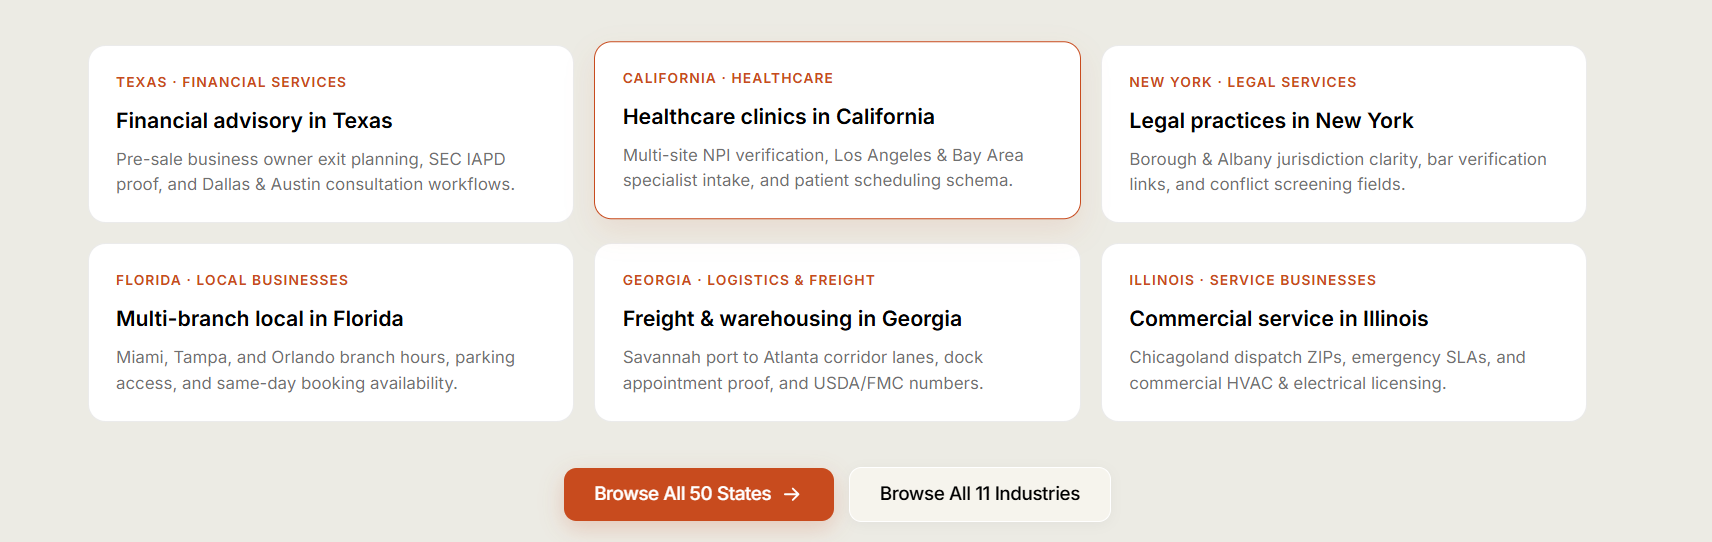 TEXAS · FINANCIAL SERVICES
Financial advisory in Texas
Pre-sale business owner exit planning, SEC IAPD
proof, and Dallas & Austin consultation workflows.
CALIFORNIA · HEALTHCARE
Healthcare clinics in California
Multi-site NPI verification, Los Angeles & Bay Area
specialist intake, and patient scheduling schema.
NEW YORK · LEGAL SERVICES
Legal practices in New York
Borough & Albany jurisdiction clarity, bar verification
links, and conflict screening fields.
FLORIDA · LOCAL BUSINESSES
Multi-branch local in Florida
Miami, Tampa, and Orlando branch hours, parking
access, and same-day booking availability.
GEORGIA · LOGISTICS & FREIGHT
Freight & warehousing in Georgia
Savannah port to Atlanta corridor lanes, dock
appointment proof, and USDA/FMC numbers.
ILLINOIS · SERVICE BUSINESSES
Commercial service in Illinois
Chicagoland dispatch ZIPs, emergency SLAs, and
commercial HVAC & electrical licensing.
Browse All 50 States →
Browse All 11 Industries